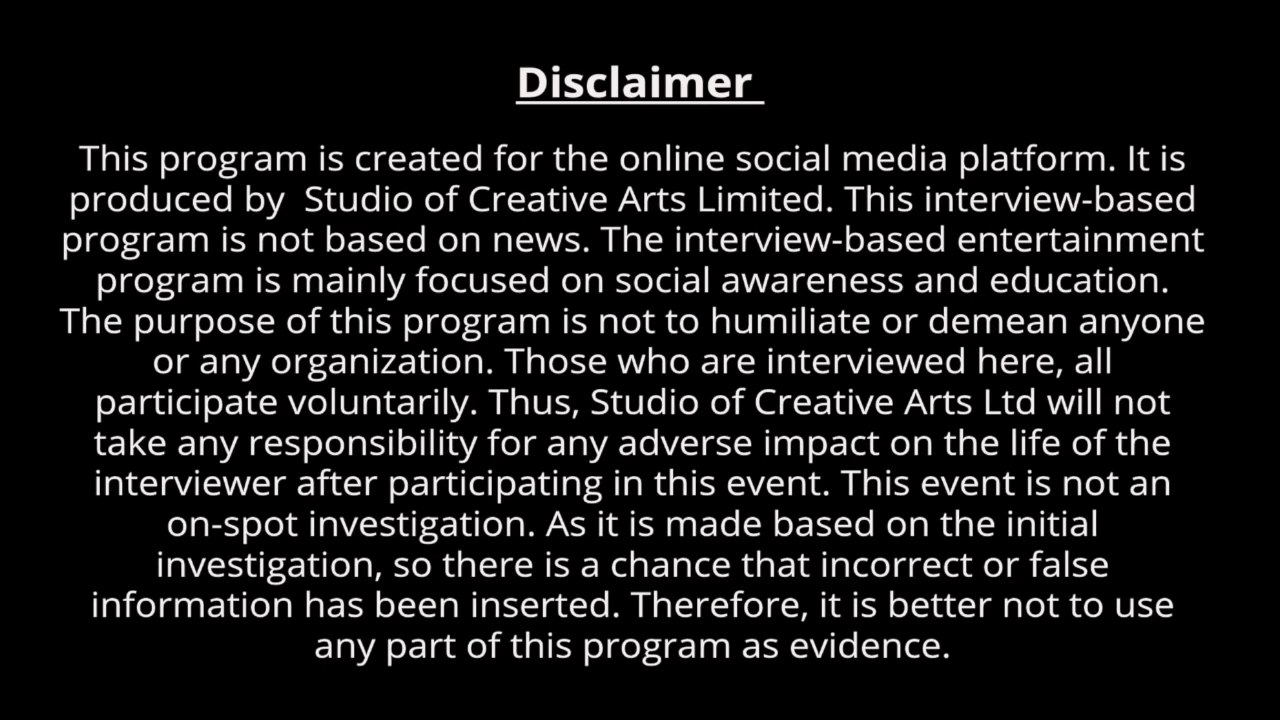 Disclaimer
This program is created for the online social media platform. It is
produced by  Studio of Creative Arts Limited. This interview-based
program is not based on news. The interview-based entertainment
program is mainly focused on social awareness and education.
The purpose of this program is not to humiliate or demean anyone
or any organization. Those who are interviewed here, all
participate voluntarily. Thus, Studio of Creative Arts Ltd will not
take any responsibility for any adverse impact on the life of the
interviewer after participating in this event. This event is not an
on-spot investigation. As it is made based on the initial
investigation, so there is a chance that incorrect or false
information has been inserted. Therefore, it is better not to use
any part of this program as evidence.